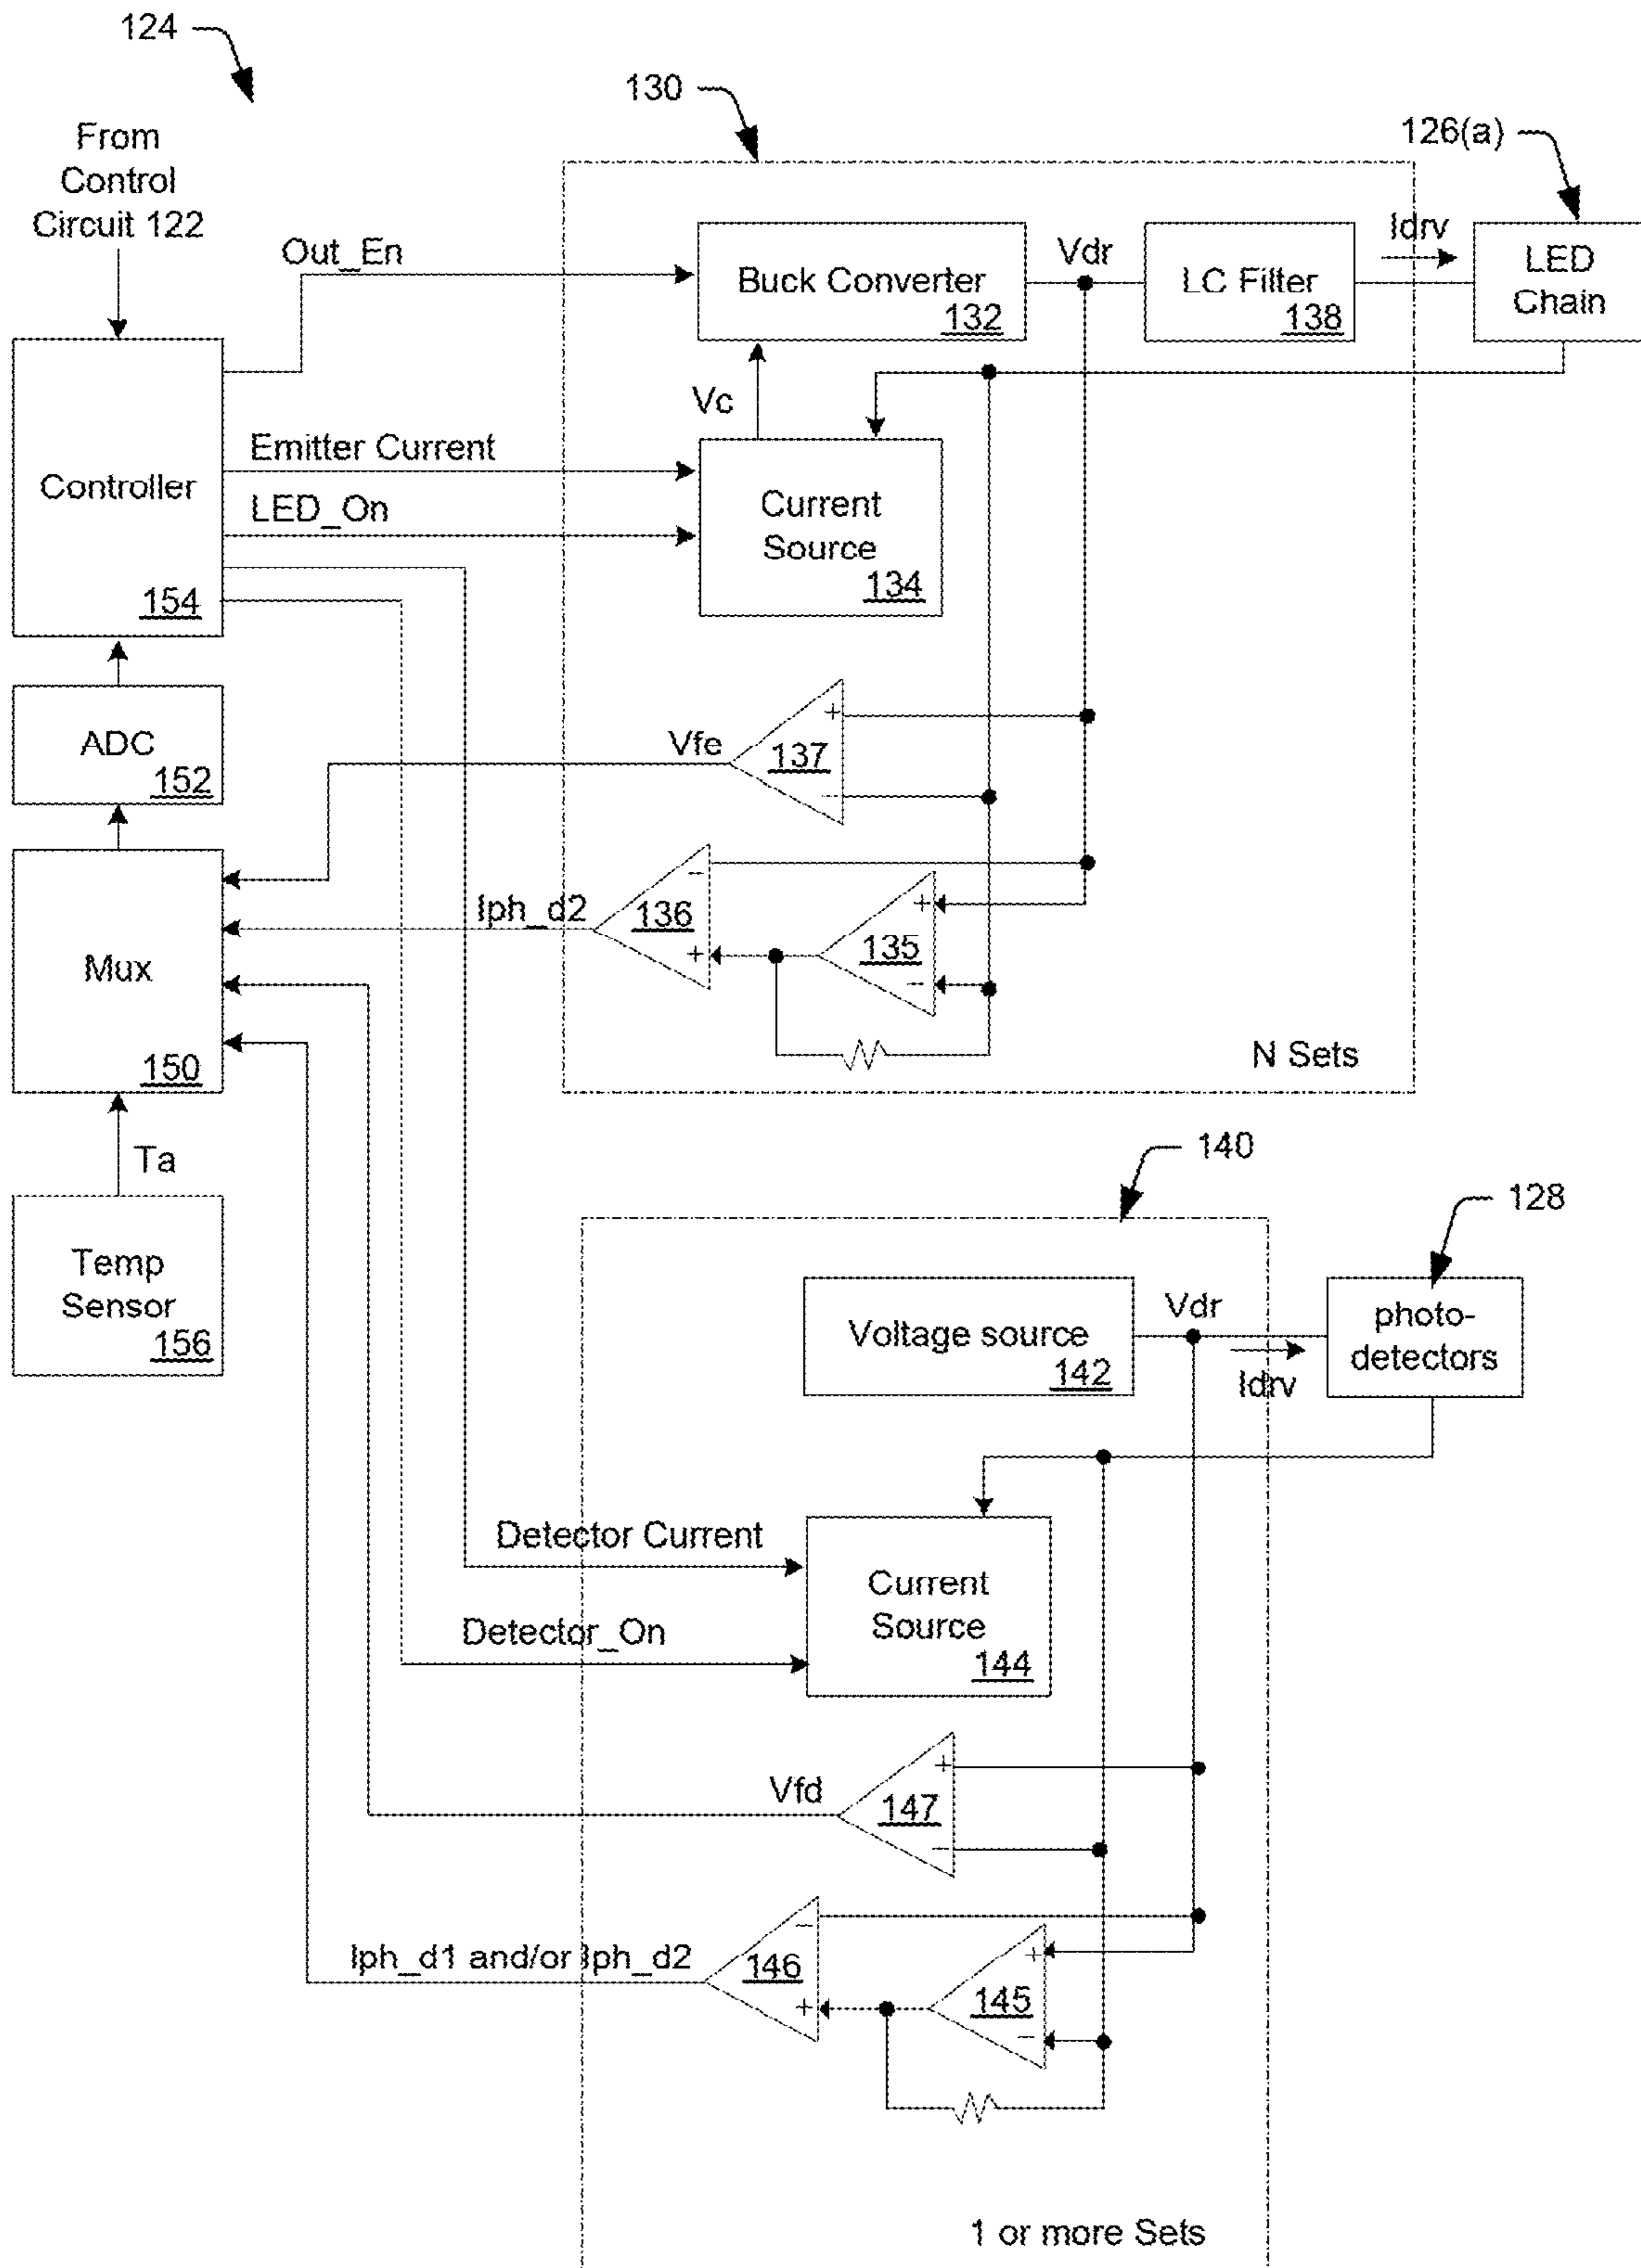 124
From
Control
Circuit 122
130
126(a)
Out_En
Buck Converter
132
Vdr
LC Filter
138
Idrv
LED
Chain
Vc
Controller
154
Emitter Current
LED_On
Current
Source
134
ADC
152
Vfe
+
137
−
Mux
150
Iph_d2
−
136
+
+
135
−
N Sets
Ta
Temp
Sensor
156
140
128
Voltage source
142
Vdr
Idrv
photo-
detectors
Detector Current
Detector_On
Current
Source
144
Vfd
+
147
−
Iph_d1 and/or Iph_d2
−
146
+
+
145
−
1 or more Sets